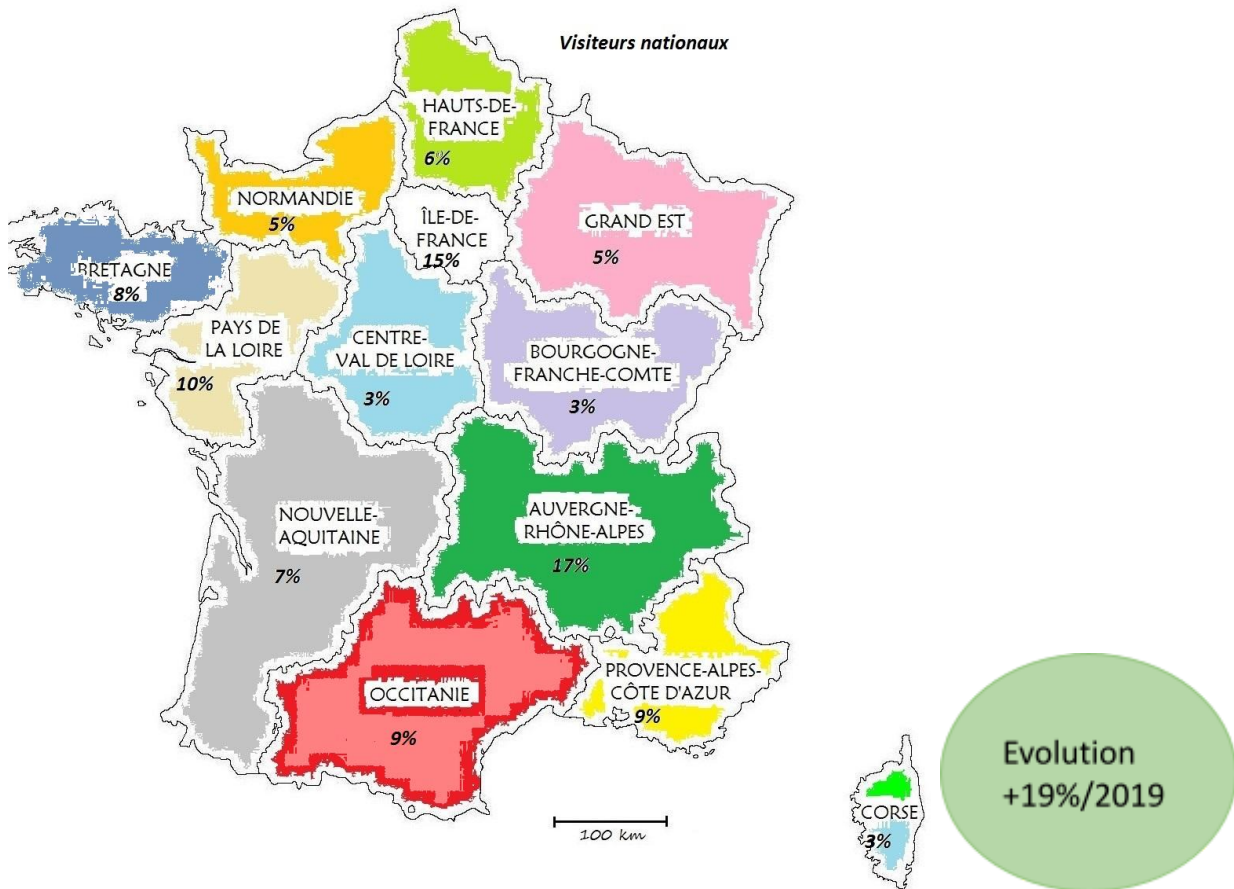 Visiteurs nationaux
HAUTS-DE-
FRANCE
6%
NORMANDIE
5%
ÎLE-DE-
FRANCE
15%
GRAND EST
5%
BRETAGNE
8%
PAYS DE
LA LOIRE
10%
CENTRE-
VAL DE LOIRE
3%
BOURGOGNE-
FRANCHE-COMTE
3%
NOUVELLE-
AQUITAINE
7%
AUVERGNE-
RHÔNE-ALPES
17%
OCCITANIE
9%
PROVENCE-ALPES-
CÔTE D'AZUR
9%
CORSE
3%
100 km
Evolution
+19%/2019